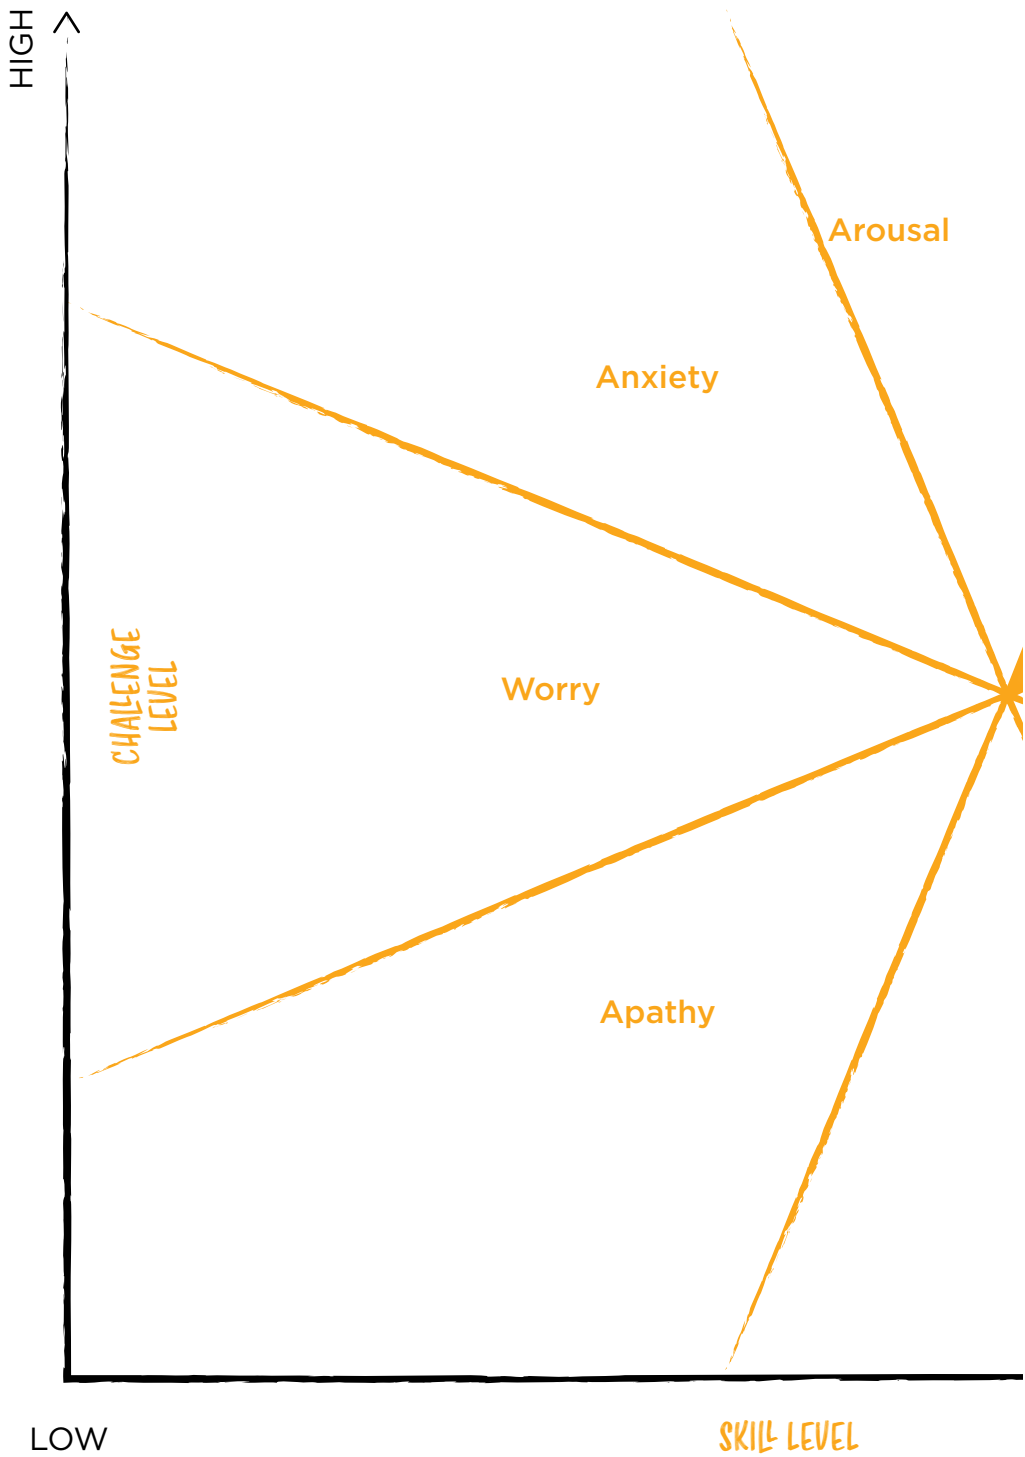 HIGH
Arousal
Anxiety
CHALLENGE
LEVEL
Worry
Apathy
LOW
SKILL LEVEL